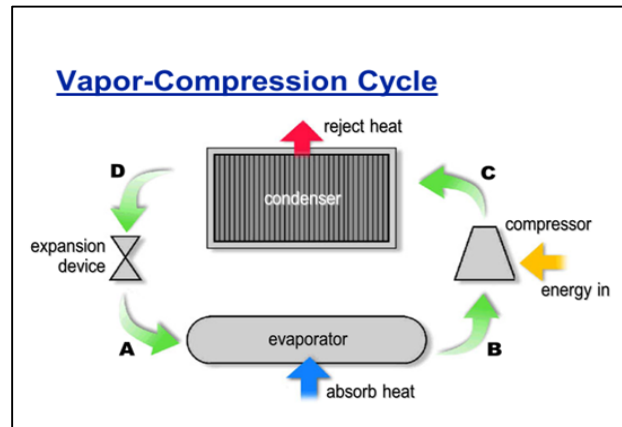 Vapor-Compression Cycle
reject heat
D
C
condenser
compressor
expansion
device
energy in
A
evaporator
B
absorb heat